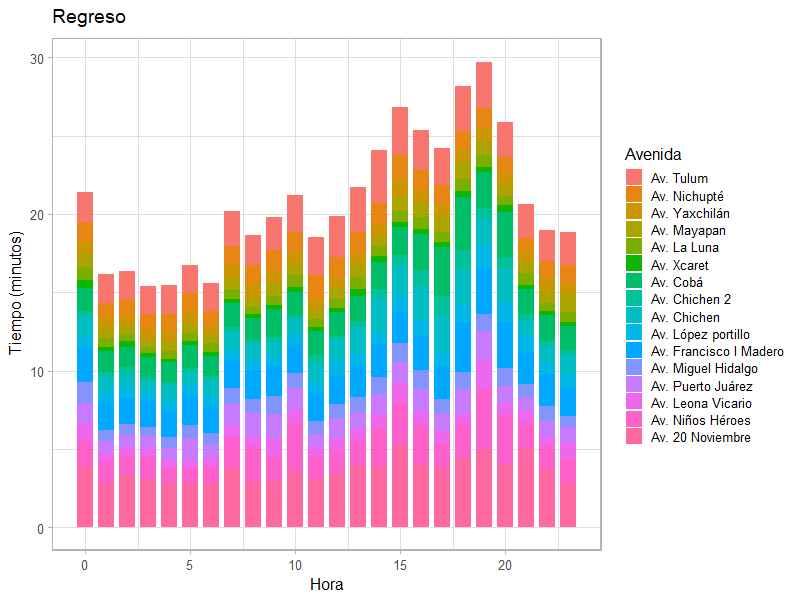 Regreso
Tiempo (minutos)
30
20
10
0
0
5
10
15
20
Hora
Avenida
Av. Tulum
Av. Nichupté
Av. Yaxchilán
Av. Mayapan
Av. La Luna
Av. Xcaret
Av. Cobá
Av. Chichen 2
Av. Chichen
Av. López portillo
Av. Francisco I Madero
Av. Miguel Hidalgo
Av. Puerto Juárez
Av. Leona Vicario
Av. Niños Héroes
Av. 20 Noviembre